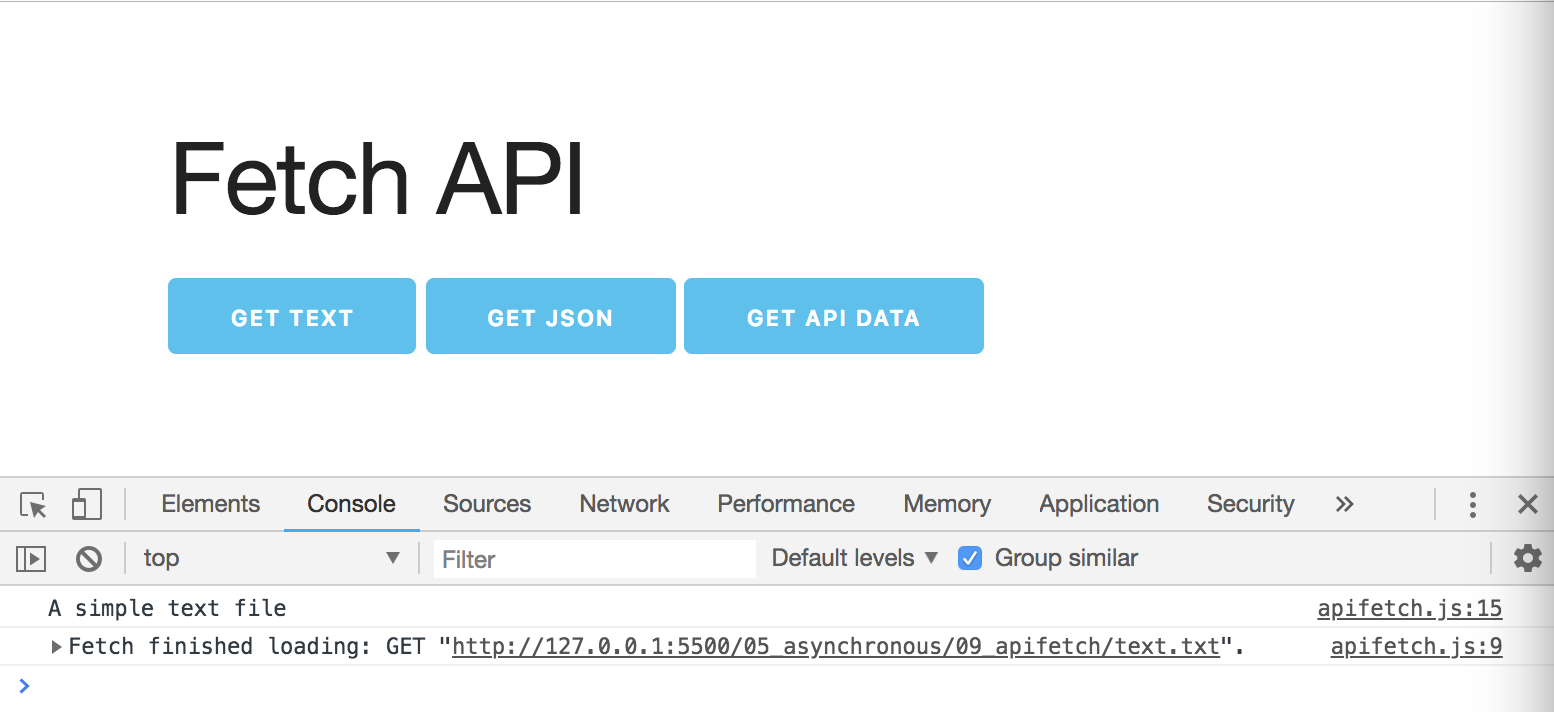 Fetch API
GET TEXT GET JSON GET API DATA
Elements Console Sources Network Performance Memory Application Security »
top Filter Default levels Group similar
A simple text file apifetch.js:15
Fetch finished loading: GET "http://127.0.0.1:5500/05_asynchronous/09_apifetch/text.txt". apifetch.js:9